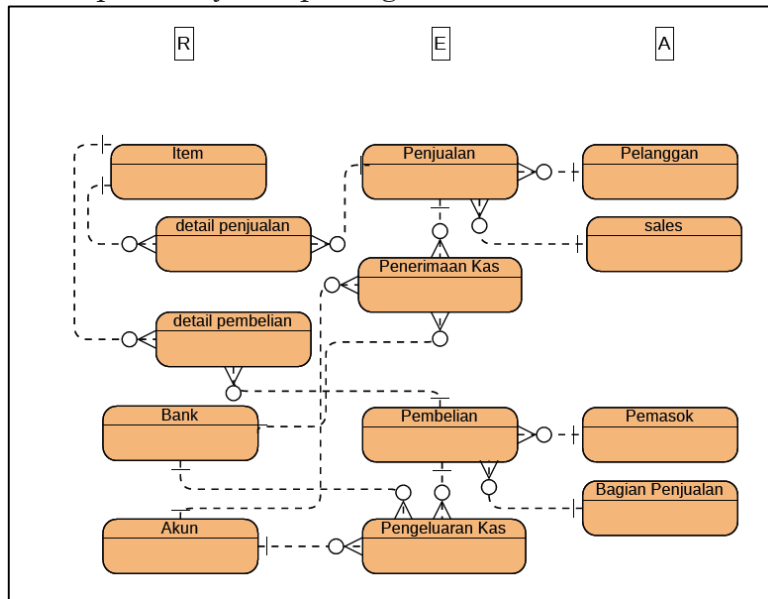 R
E
A
Item
Penjualan
Pelanggan
detail penjualan
sales
Penerimaan Kas
detail pembelian
Bank
Pembelian
Pemasok
Bagian Penjualan
Akun
Pengeluaran Kas